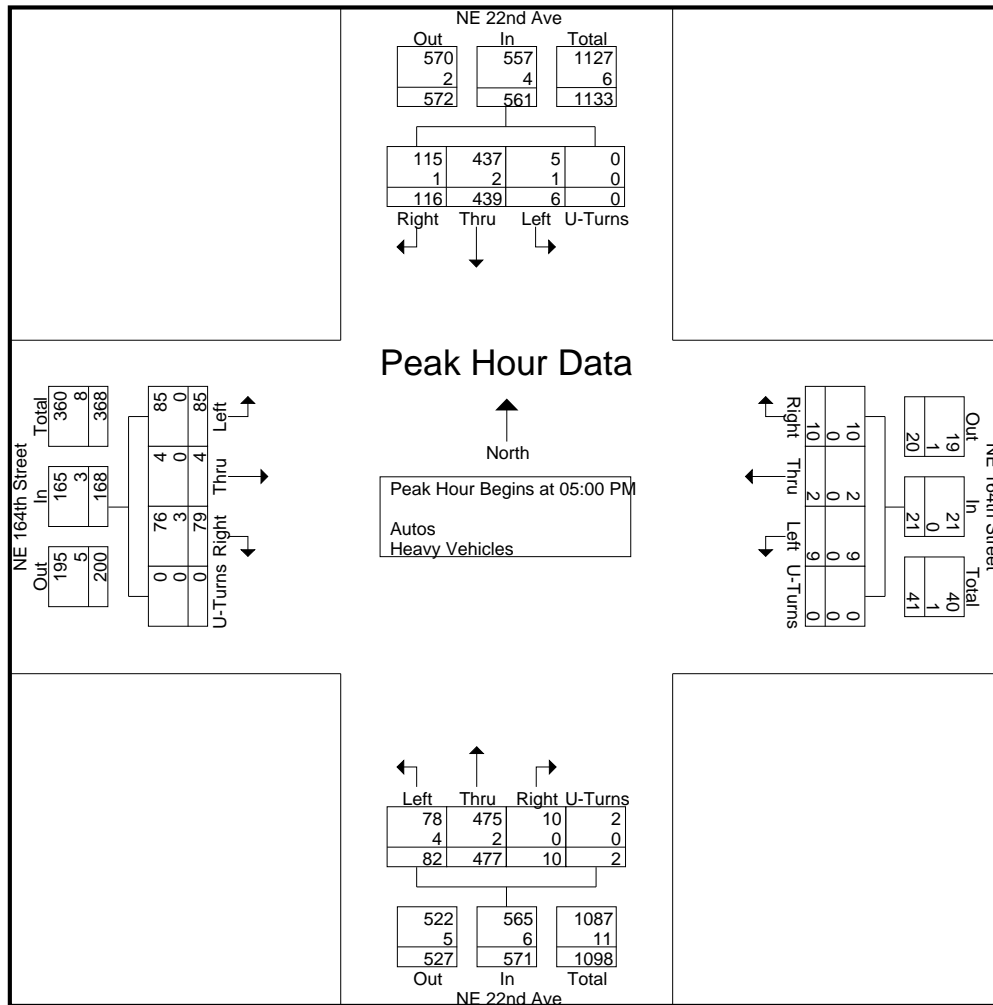 NE 22nd Ave
Out In Total
570 557 1127
2 4 6
572 561 1133
115 437 5 0
1 2 1 0
116 439 6 0
Right Thru Left U-Turns
Peak Hour Data
North
Peak Hour Begins at 05:00 PM
Autos
Heavy Vehicles
NE 164th Street
Out In Total
195 165 360
5 3 8
200 168 368
U-Turns Right Thru Left
0 76 4 85
0 3 0 0
0 79 4 85
NE 164th Street
Out In Total
19 21 40
1 0 1
20 21 41
Right Thru Left U-Turns
10 2 9 0
0 0 0 0
10 2 9 0
Left Thru Right U-Turns
78 475 10 2
4 2 0 0
82 477 10 2
522 565 1087
5 6 11
527 571 1098
Out In Total
NE 22nd Ave